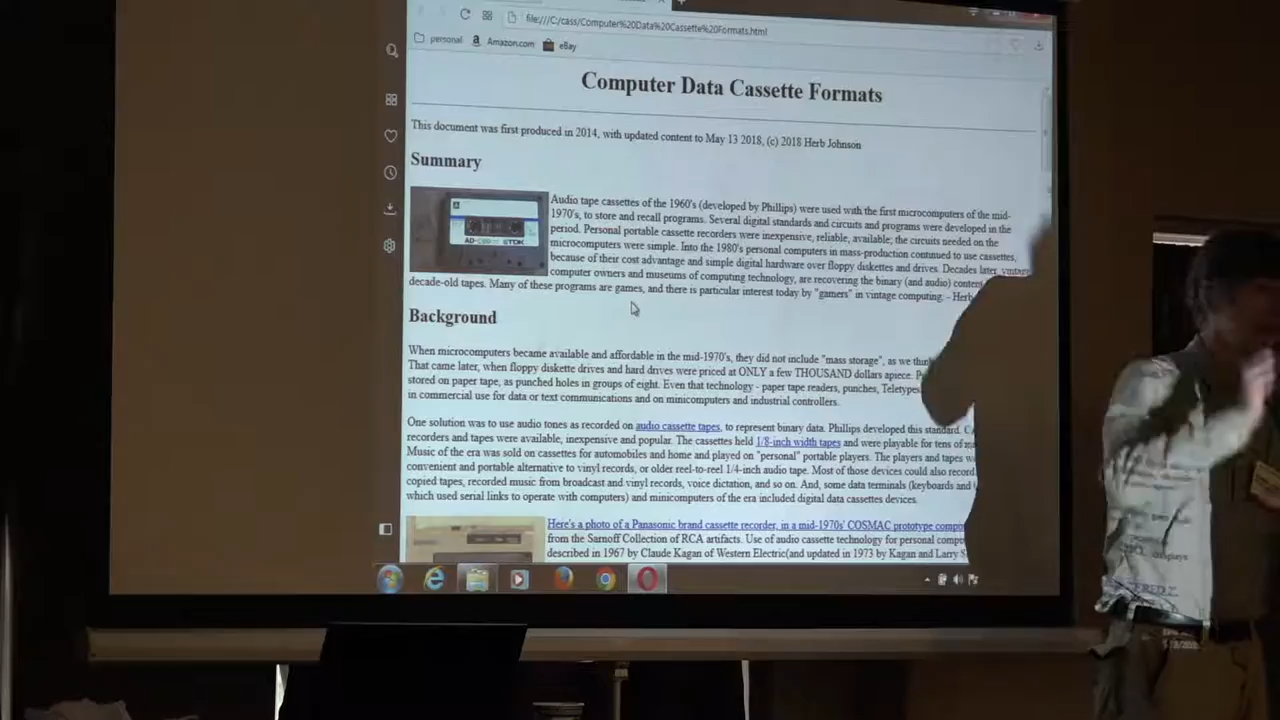 file:///C:/cass/Computer%20Data%20Cassette%20Formats.html
personal Amazon.com eBay
Computer Data Cassette Formats
This document was first produced in 2014, with updated content to May 13 2018, (c) 2018 Herb Johnson
Summary
Audio tape cassettes of the 1960's (developed by Phillips) were used with the first microcomputers of the mid-
1970's, to store and recall programs. Several digital standards and circuits and programs were developed in the
period. Personal portable cassette recorders were inexpensive, reliable, available; the circuits needed on the
microcomputers were simple. Into the 1980's personal computers in mass-production continued to use cassettes,
because of their cost advantage and simple digital hardware over floppy diskettes and drives. Decades later, vintage
computer owners and museums of computing technology, are recovering the binary (and audio)
decade-old tapes. Many of these programs are games, and there is particular interest today by "gamers" in vintage computing. - Herb
A
TDK
Background
When microcomputers became available and affordable in the mid-1970's, they did not include "mass storage", as we
That came later, when floppy diskette drives and hard drives were priced at ONLY a few THOUSAND dollars apiece.
stored on paper tape, as punched holes in groups of eight. Even that technology - paper tape readers, punches, Teletypes
in commercial use for data or text communications and on minicomputers and industrial controllers.
One solution was to use audio tones as recorded on audio cassette tapes, to represent binary data. Phillips developed this standard.
recorders and tapes were available, inexpensive and popular. The cassettes held 1/8-inch width tapes and were playable for tens of
Music of the era was sold on cassettes for automobiles and home and played on "personal" portable players. The players and tapes
convenient and portable alternative to vinyl records, or older reel-to-reel 1/4-inch audio tape. Most of those devices could also record
copied tapes, recorded music from broadcast and vinyl records, voice dictation, and so on. And, some data terminals (keyboards and
which used serial links to operate with computers) and minicomputers of the era included digital data cassettes devices.
Here's a photo of a Panasonic brand cassette recorder, in a mid-1970s' COSMAC prototype
from the Sarnoff Collection of RCA artifacts. Use of audio cassette technology for personal
described in 1967 by Claude Kagan of Western Electric(and updated in 1973 by Kagan and Larry